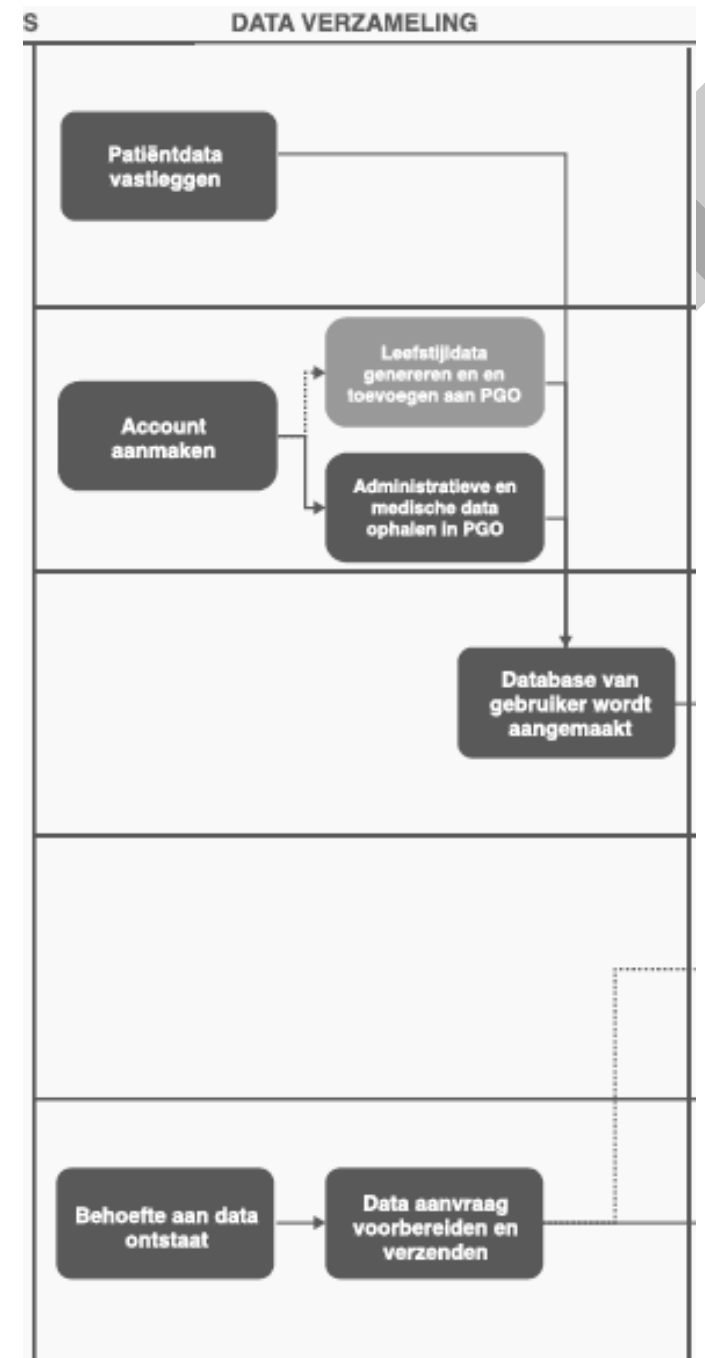 S
DATA VERZAMELING
Patiëntdata
vastleggen
Leefstijldata
genereren en en
toevoegen aan PGO
Account
aanmaken
Administratieve en
medische data
ophalen in PGO
Database van
gebruiker wordt
aangemaakt
Behoefte aan data
ontstaat
Data aanvraag
voorbereiden en
verzenden